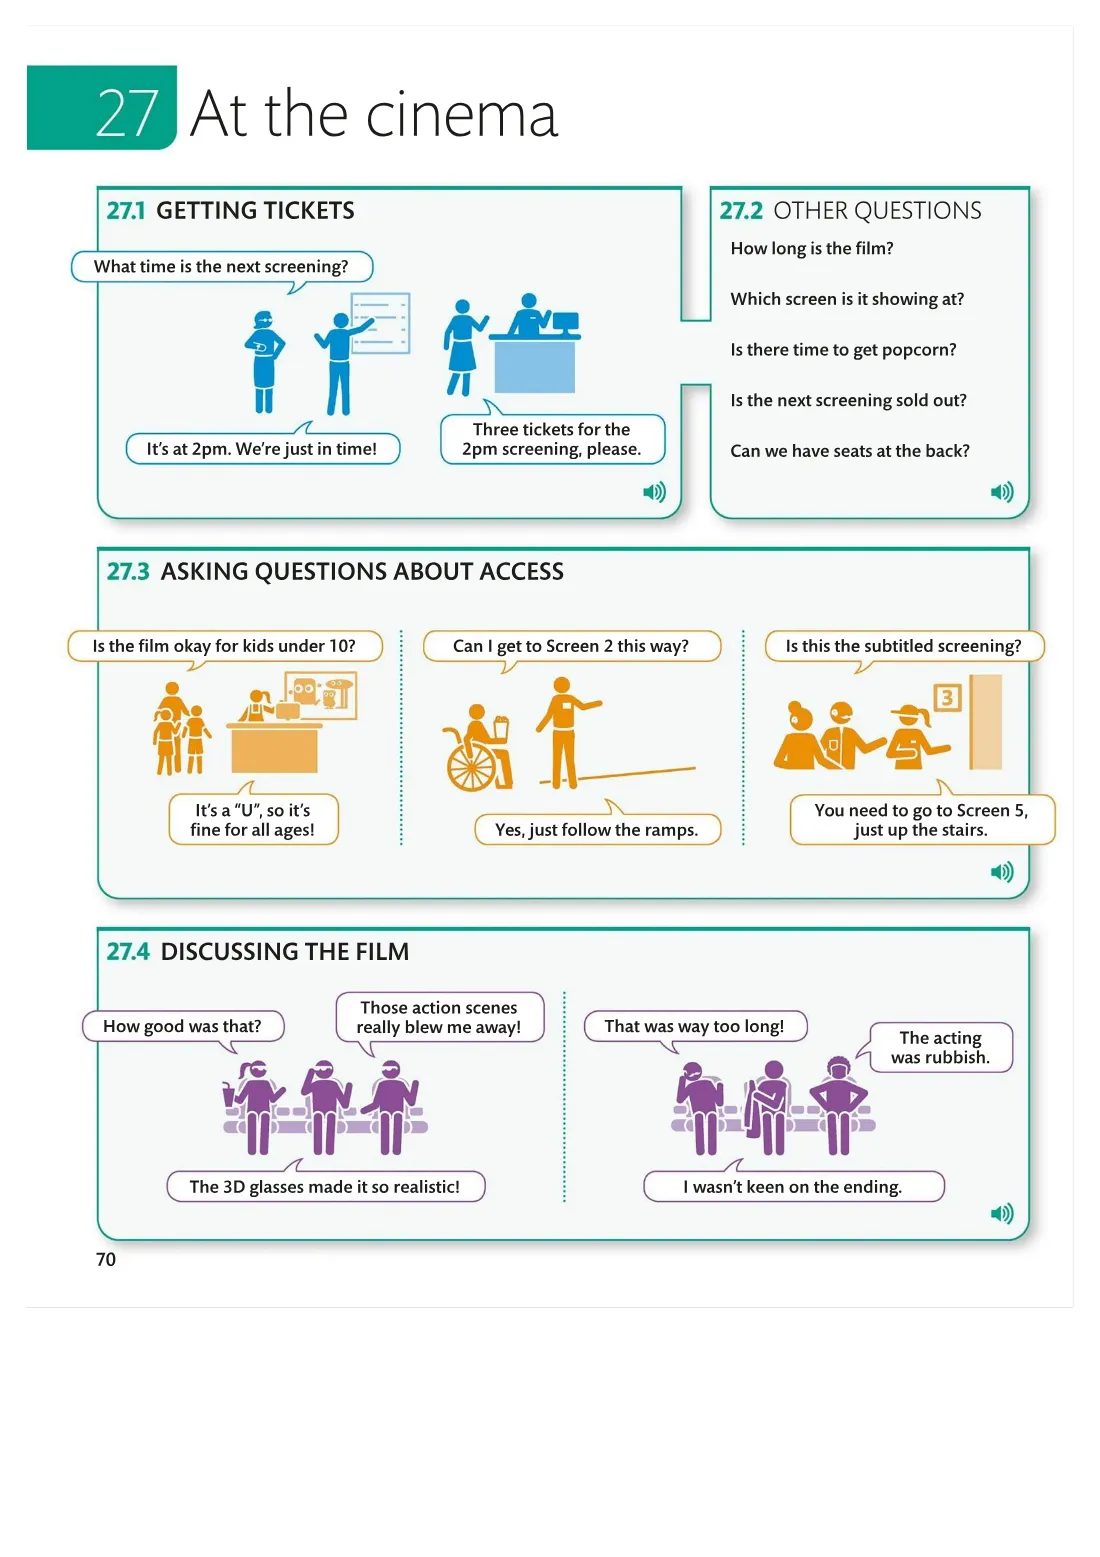 27 At the cinema
27.1 GETTING TICKETS
What time is the next screening?
It's at 2pm. We're just in time!
Three tickets for the
2pm screening, please.
27.2 OTHER QUESTIONS
How long is the film?
Which screen is it showing at?
Is there time to get popcorn?
Is the next screening sold out?
Can we have seats at the back?
27.3 ASKING QUESTIONS ABOUT ACCESS
Is the film okay for kids under 10?
It's a “U”, so it's
fine for all ages!
Can I get to Screen 2 this way?
Yes, just follow the ramps.
Is this the subtitled screening?
3
You need to go to Screen 5,
just up the stairs.
27.4 DISCUSSING THE FILM
How good was that?
Those action scenes
really blew me away!
The 3D glasses made it so realistic!
That was way too long!
The acting
was rubbish.
I wasn't keen on the ending.
70